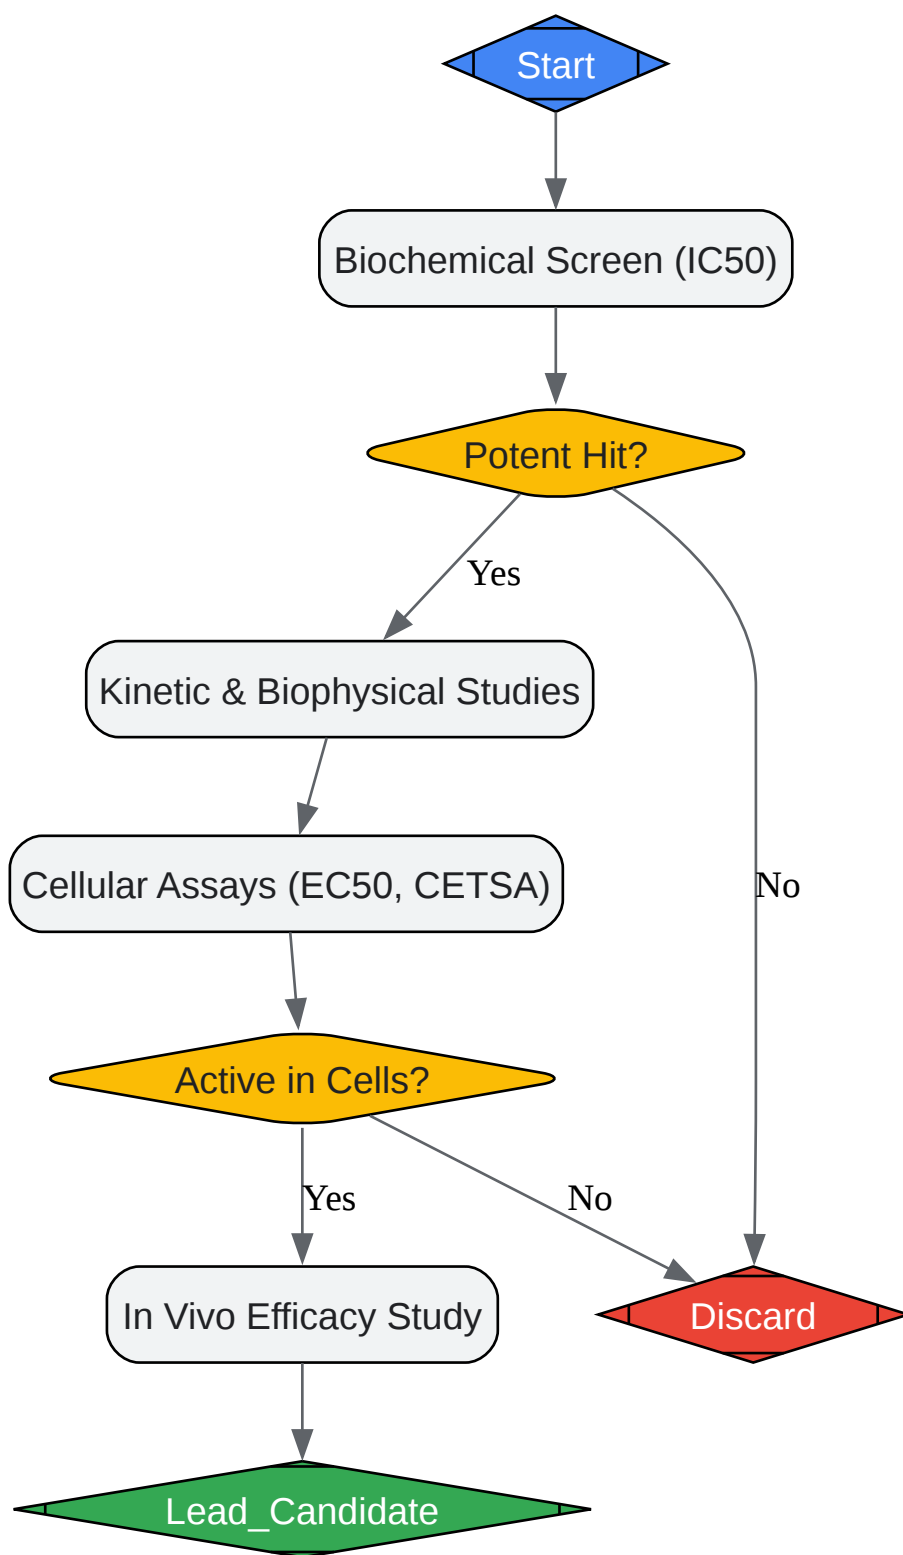 Start
Biochemical Screen (IC50)
Potent Hit?
Yes
Kinetic & Biophysical Studies
Cellular Assays (EC50, CETSA)
No
Active in Cells?
Yes
No
In Vivo Efficacy Study
Discard
Lead_Candidate